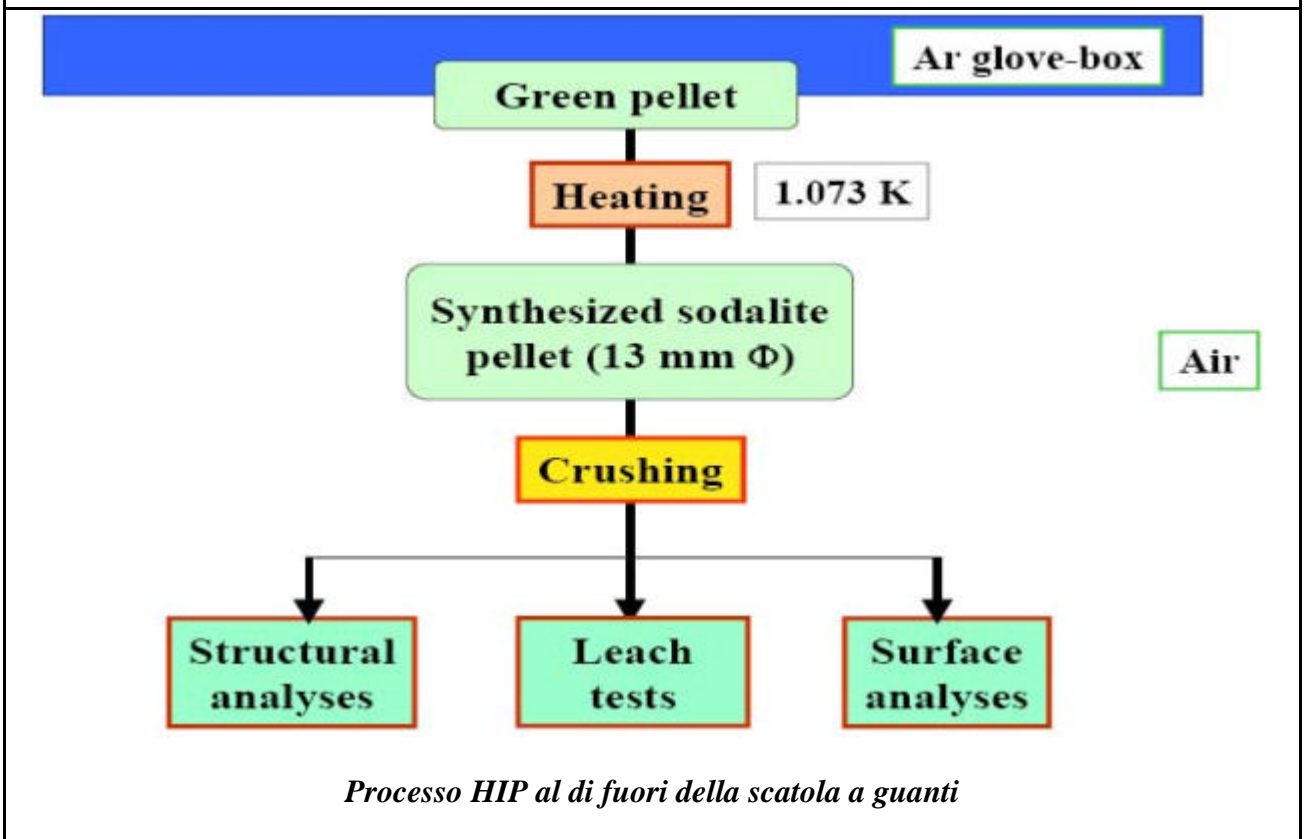 Ar glove-box
Green pellet
Heating
1.073 K
Synthesized sodalite
pellet (13 mm Φ)
Air
Crushing
Structural
analyses
Leach
tests
Surface
analyses
Processo HIP al di fuori della scatola a guanti